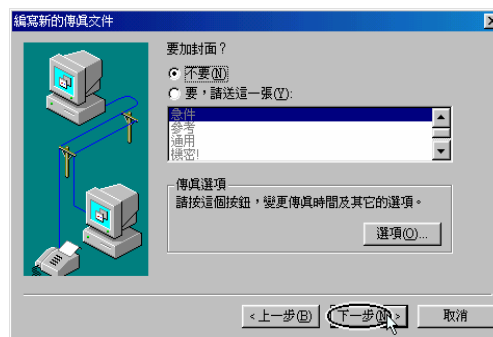 編寫新的傳真文件
要加封面？
不要(N)
要，請送這一張(Y):
急件
參考
通用
機密!
傳真選項
請按這個按鈕，變更傳真時間及其它的選項。
選項(O)...
<上一步(B) 下一步(N)> 取消